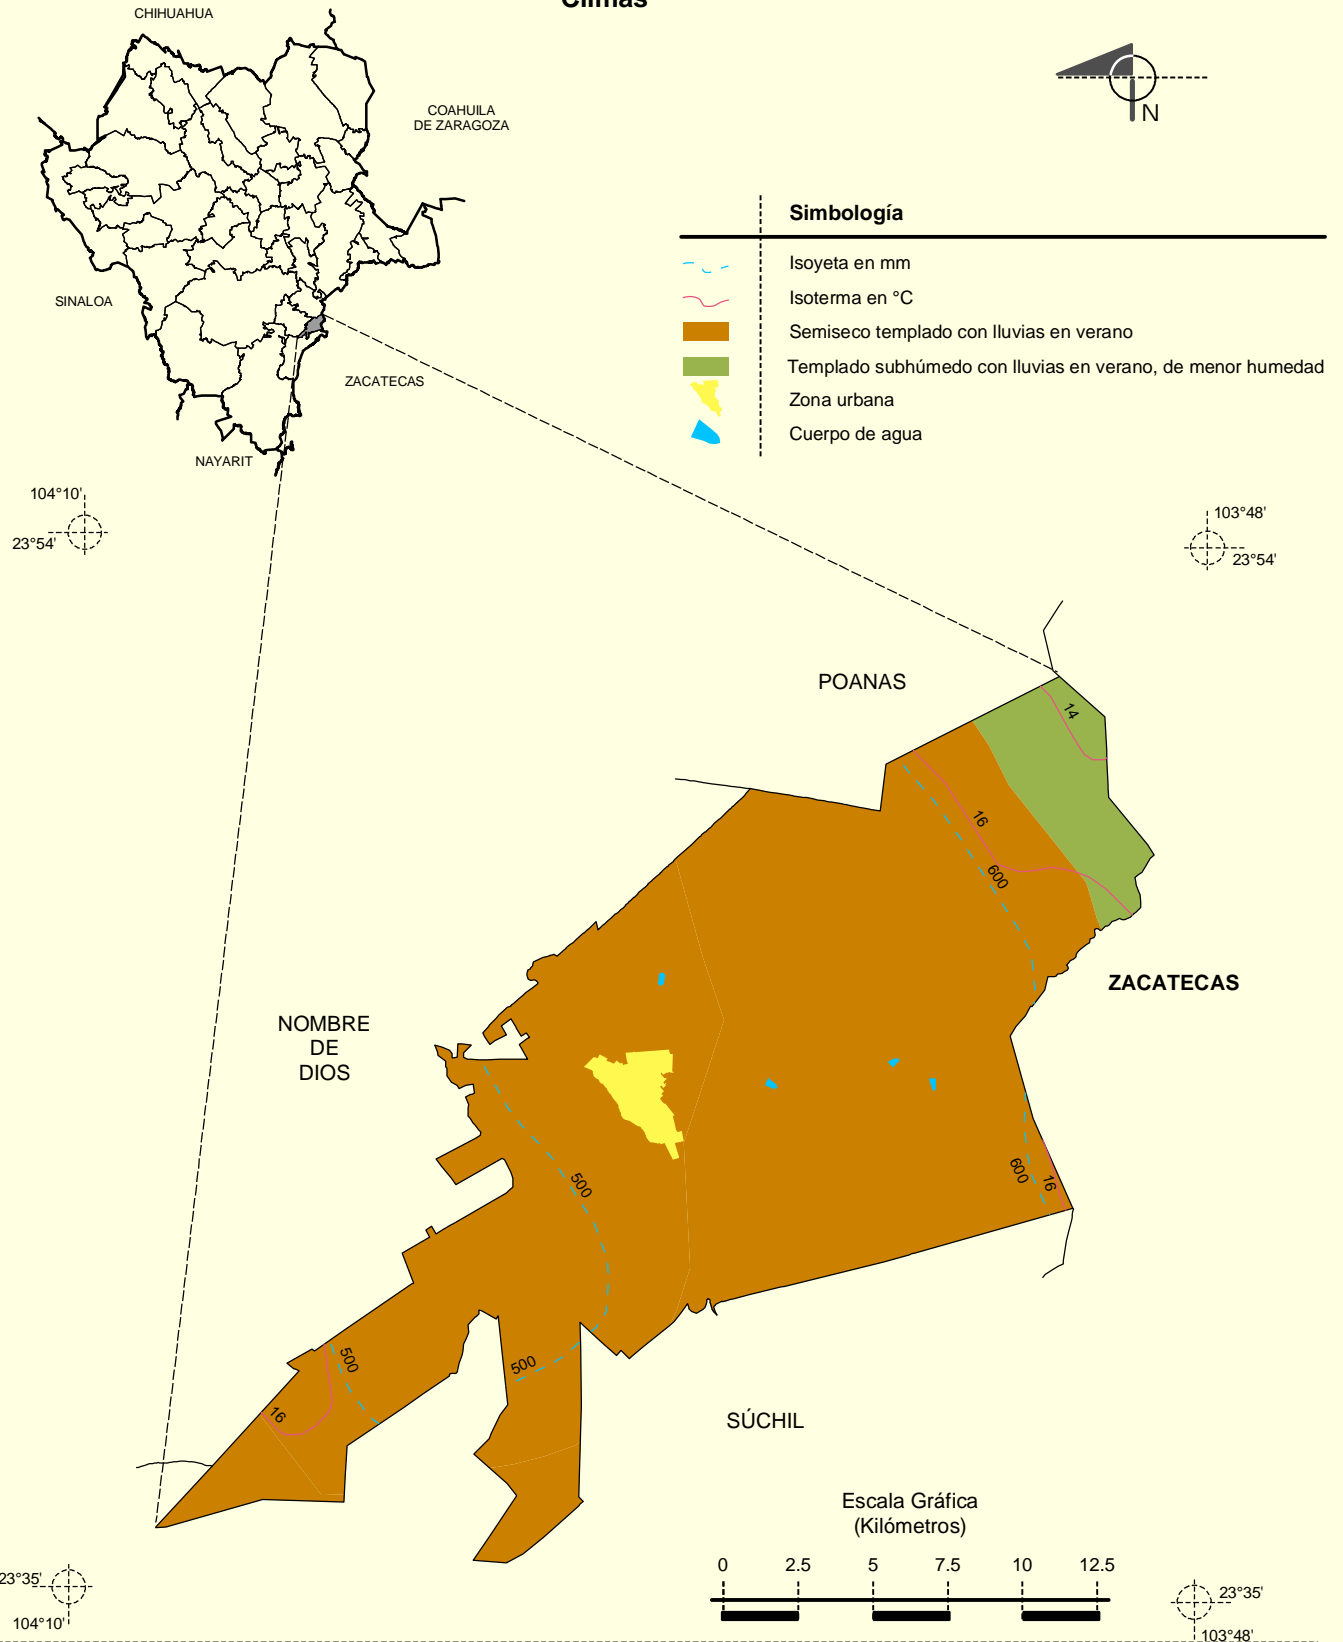 Climas
CHIHUAHUA
COAHUILA
DE ZARAGOZA
SINALOA
ZACATECAS
NAYARIT
N
Simbología
Isoyeta en mm
Isoterma en °C
Semiseco templado con lluvias en verano
Templado subhúmedo con lluvias en verano, de menor humedad
Zona urbana
Cuerpo de agua
104°10'
23°54'
103°48'
23°54'
POANAS
14
16
600
ZACATECAS
NOMBRE
DE
DIOS
500
600
16
500
500
16
SÚCHIL
Escala Gráfica
(Kilómetros)
0 2.5 5 7.5 10 12.5
23°35'
104°10'
23°35'
103°48'